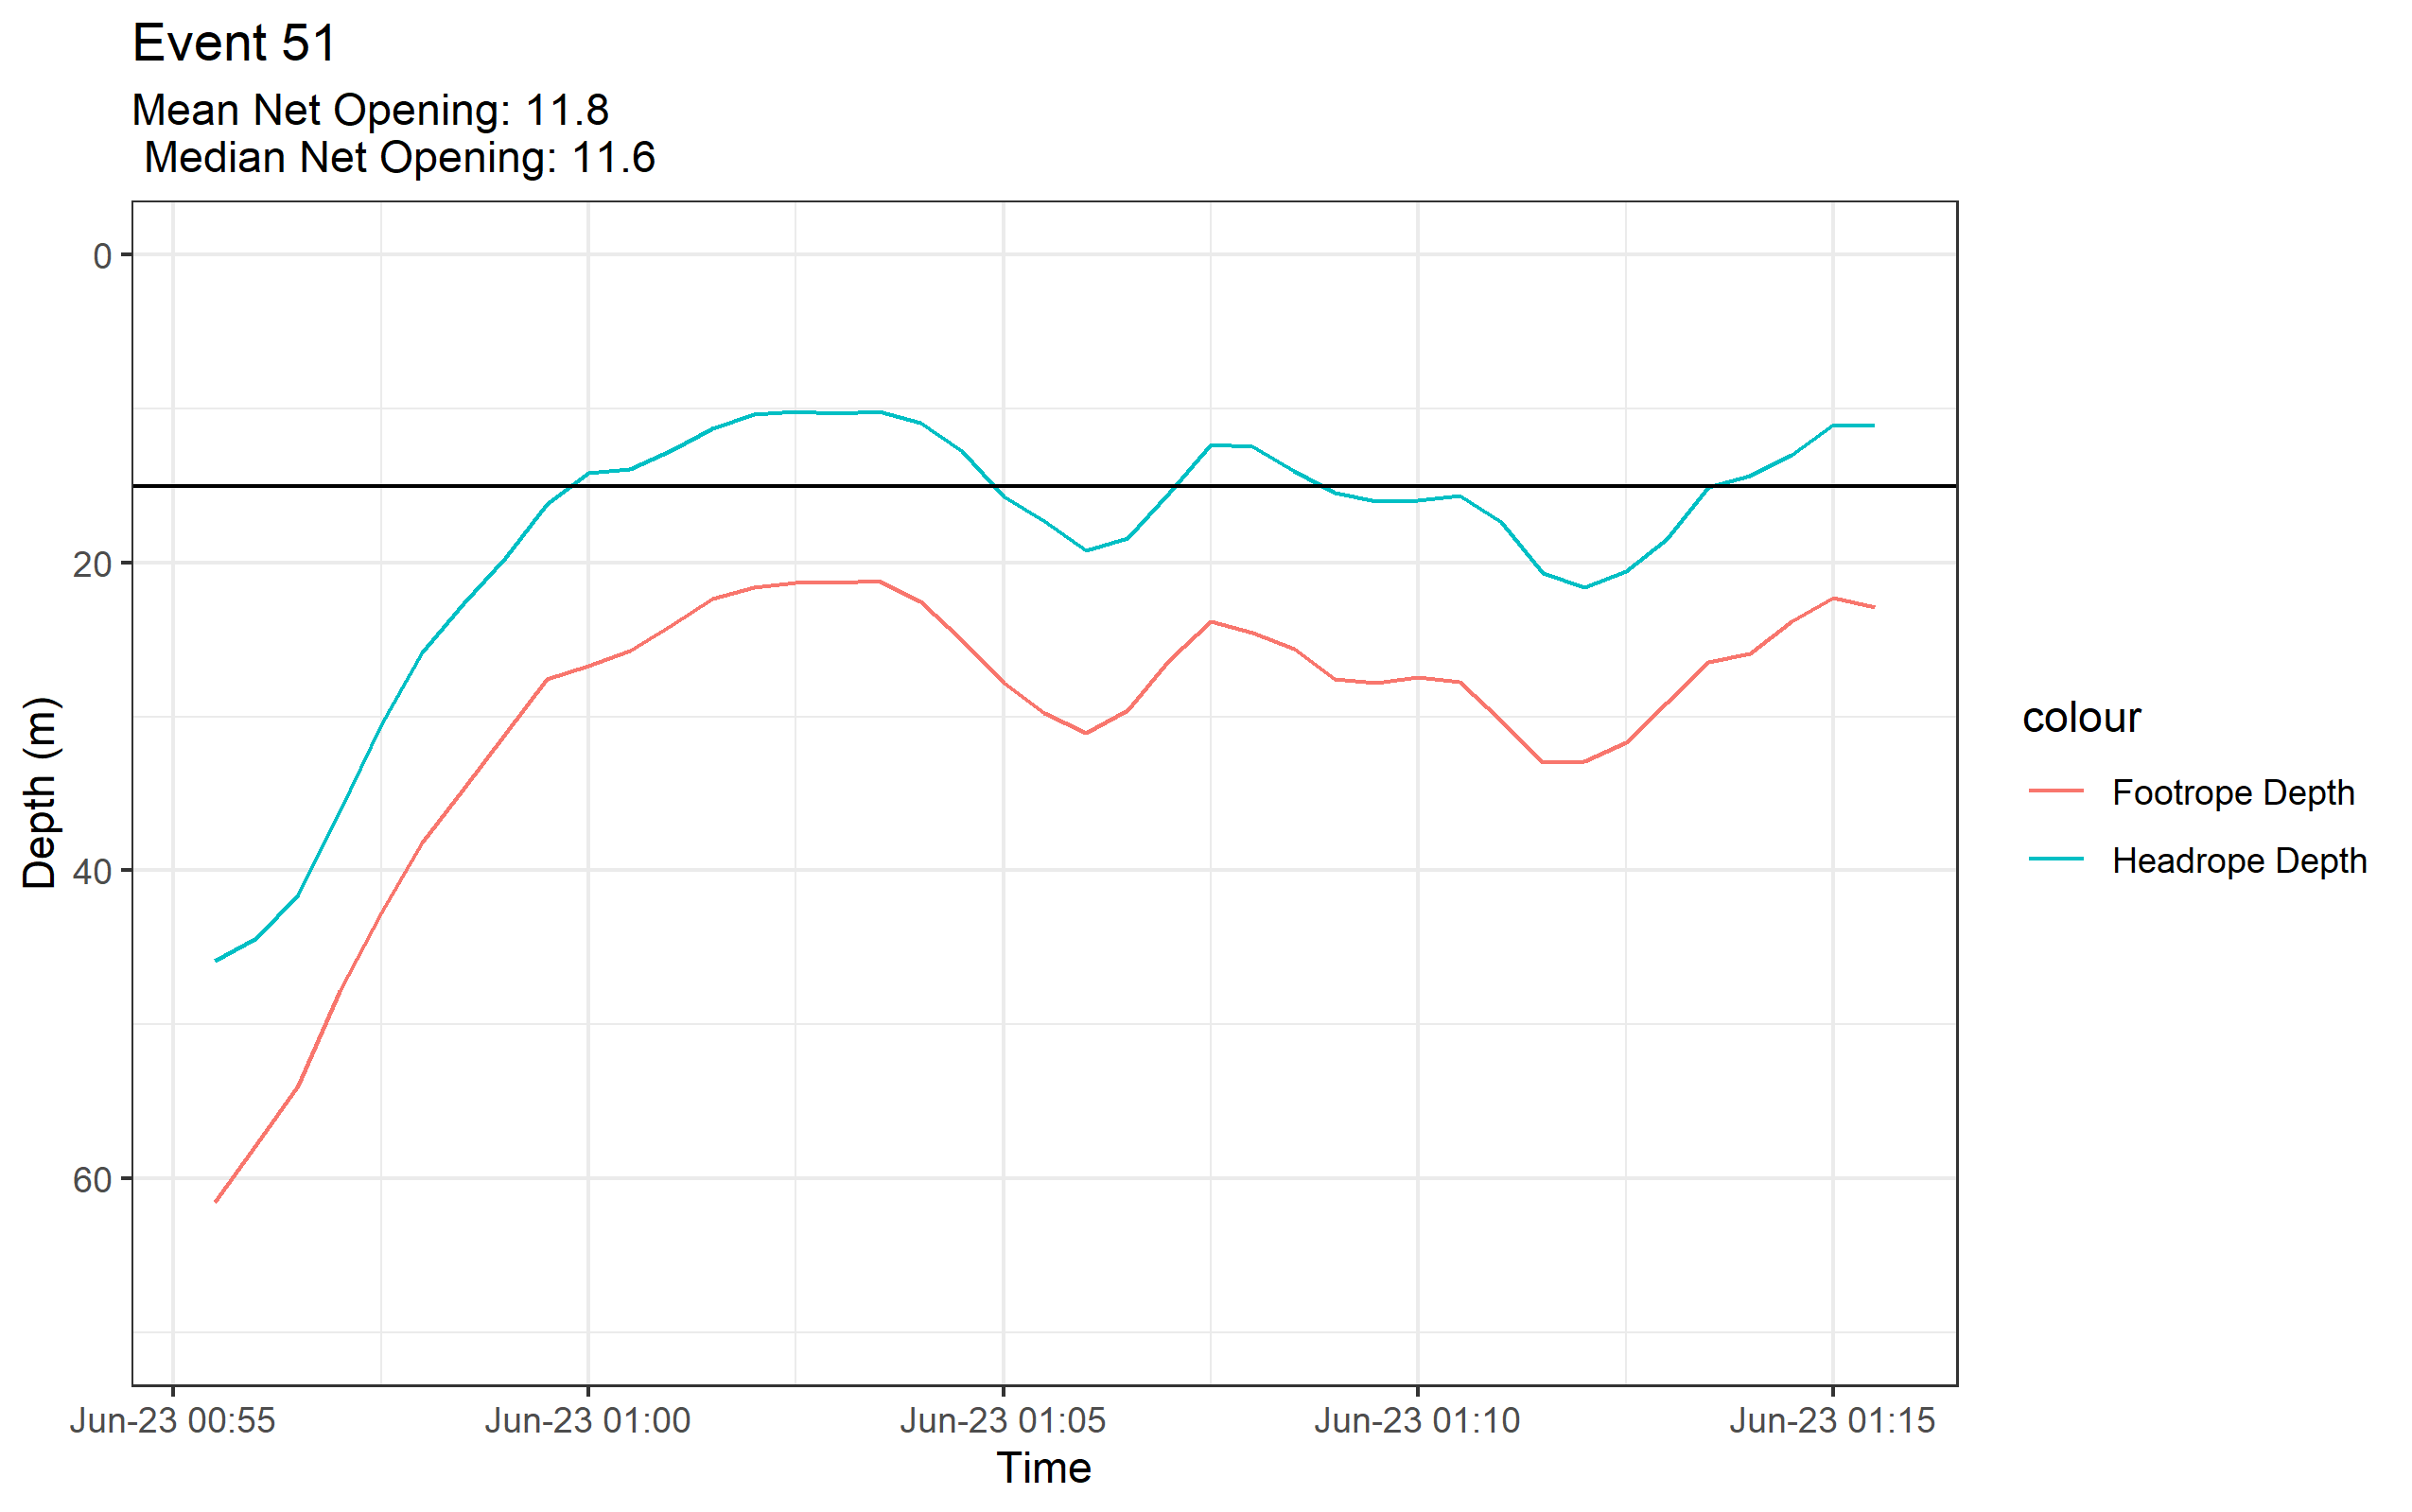 Event 51
Mean Net Opening: 11.8
Median Net Opening: 11.6
0
20
40
60
Depth (m)
Jun-23 00:55
Jun-23 01:00
Jun-23 01:05
Jun-23 01:10
Jun-23 01:15
Time
colour
Footrope Depth
Headrope Depth